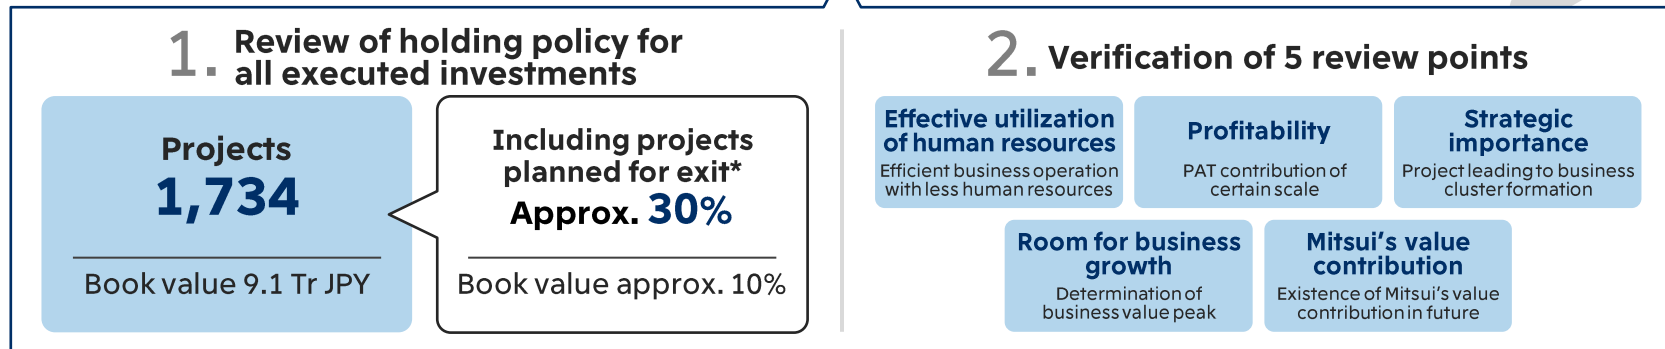 1.
Review of holding policy for
all executed investments
Projects
1,734
Book value 9.1 Tr JPY
Including projects
planned for exit*
Approx. 30%
Book value approx. 10%
2.
Verification of 5 review points
Effective utilization
of human resources
Efficient business operation
with less human resources
Profitability
PAT contribution of
certain scale
Strategic
importance
Project leading to business
cluster formation
Room for business
growth
Determination of
business value peak
Mitsui's value
contribution
Existence of Mitsui's value
contribution in future